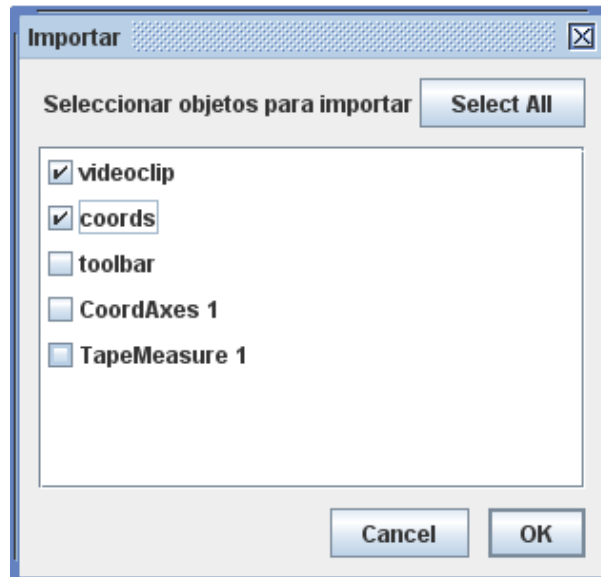 Importar
Seleccionar objetos para importar Select All
videoclip
coords
toolbar
CoordAxes 1
TapeMeasure 1
Cancel OK